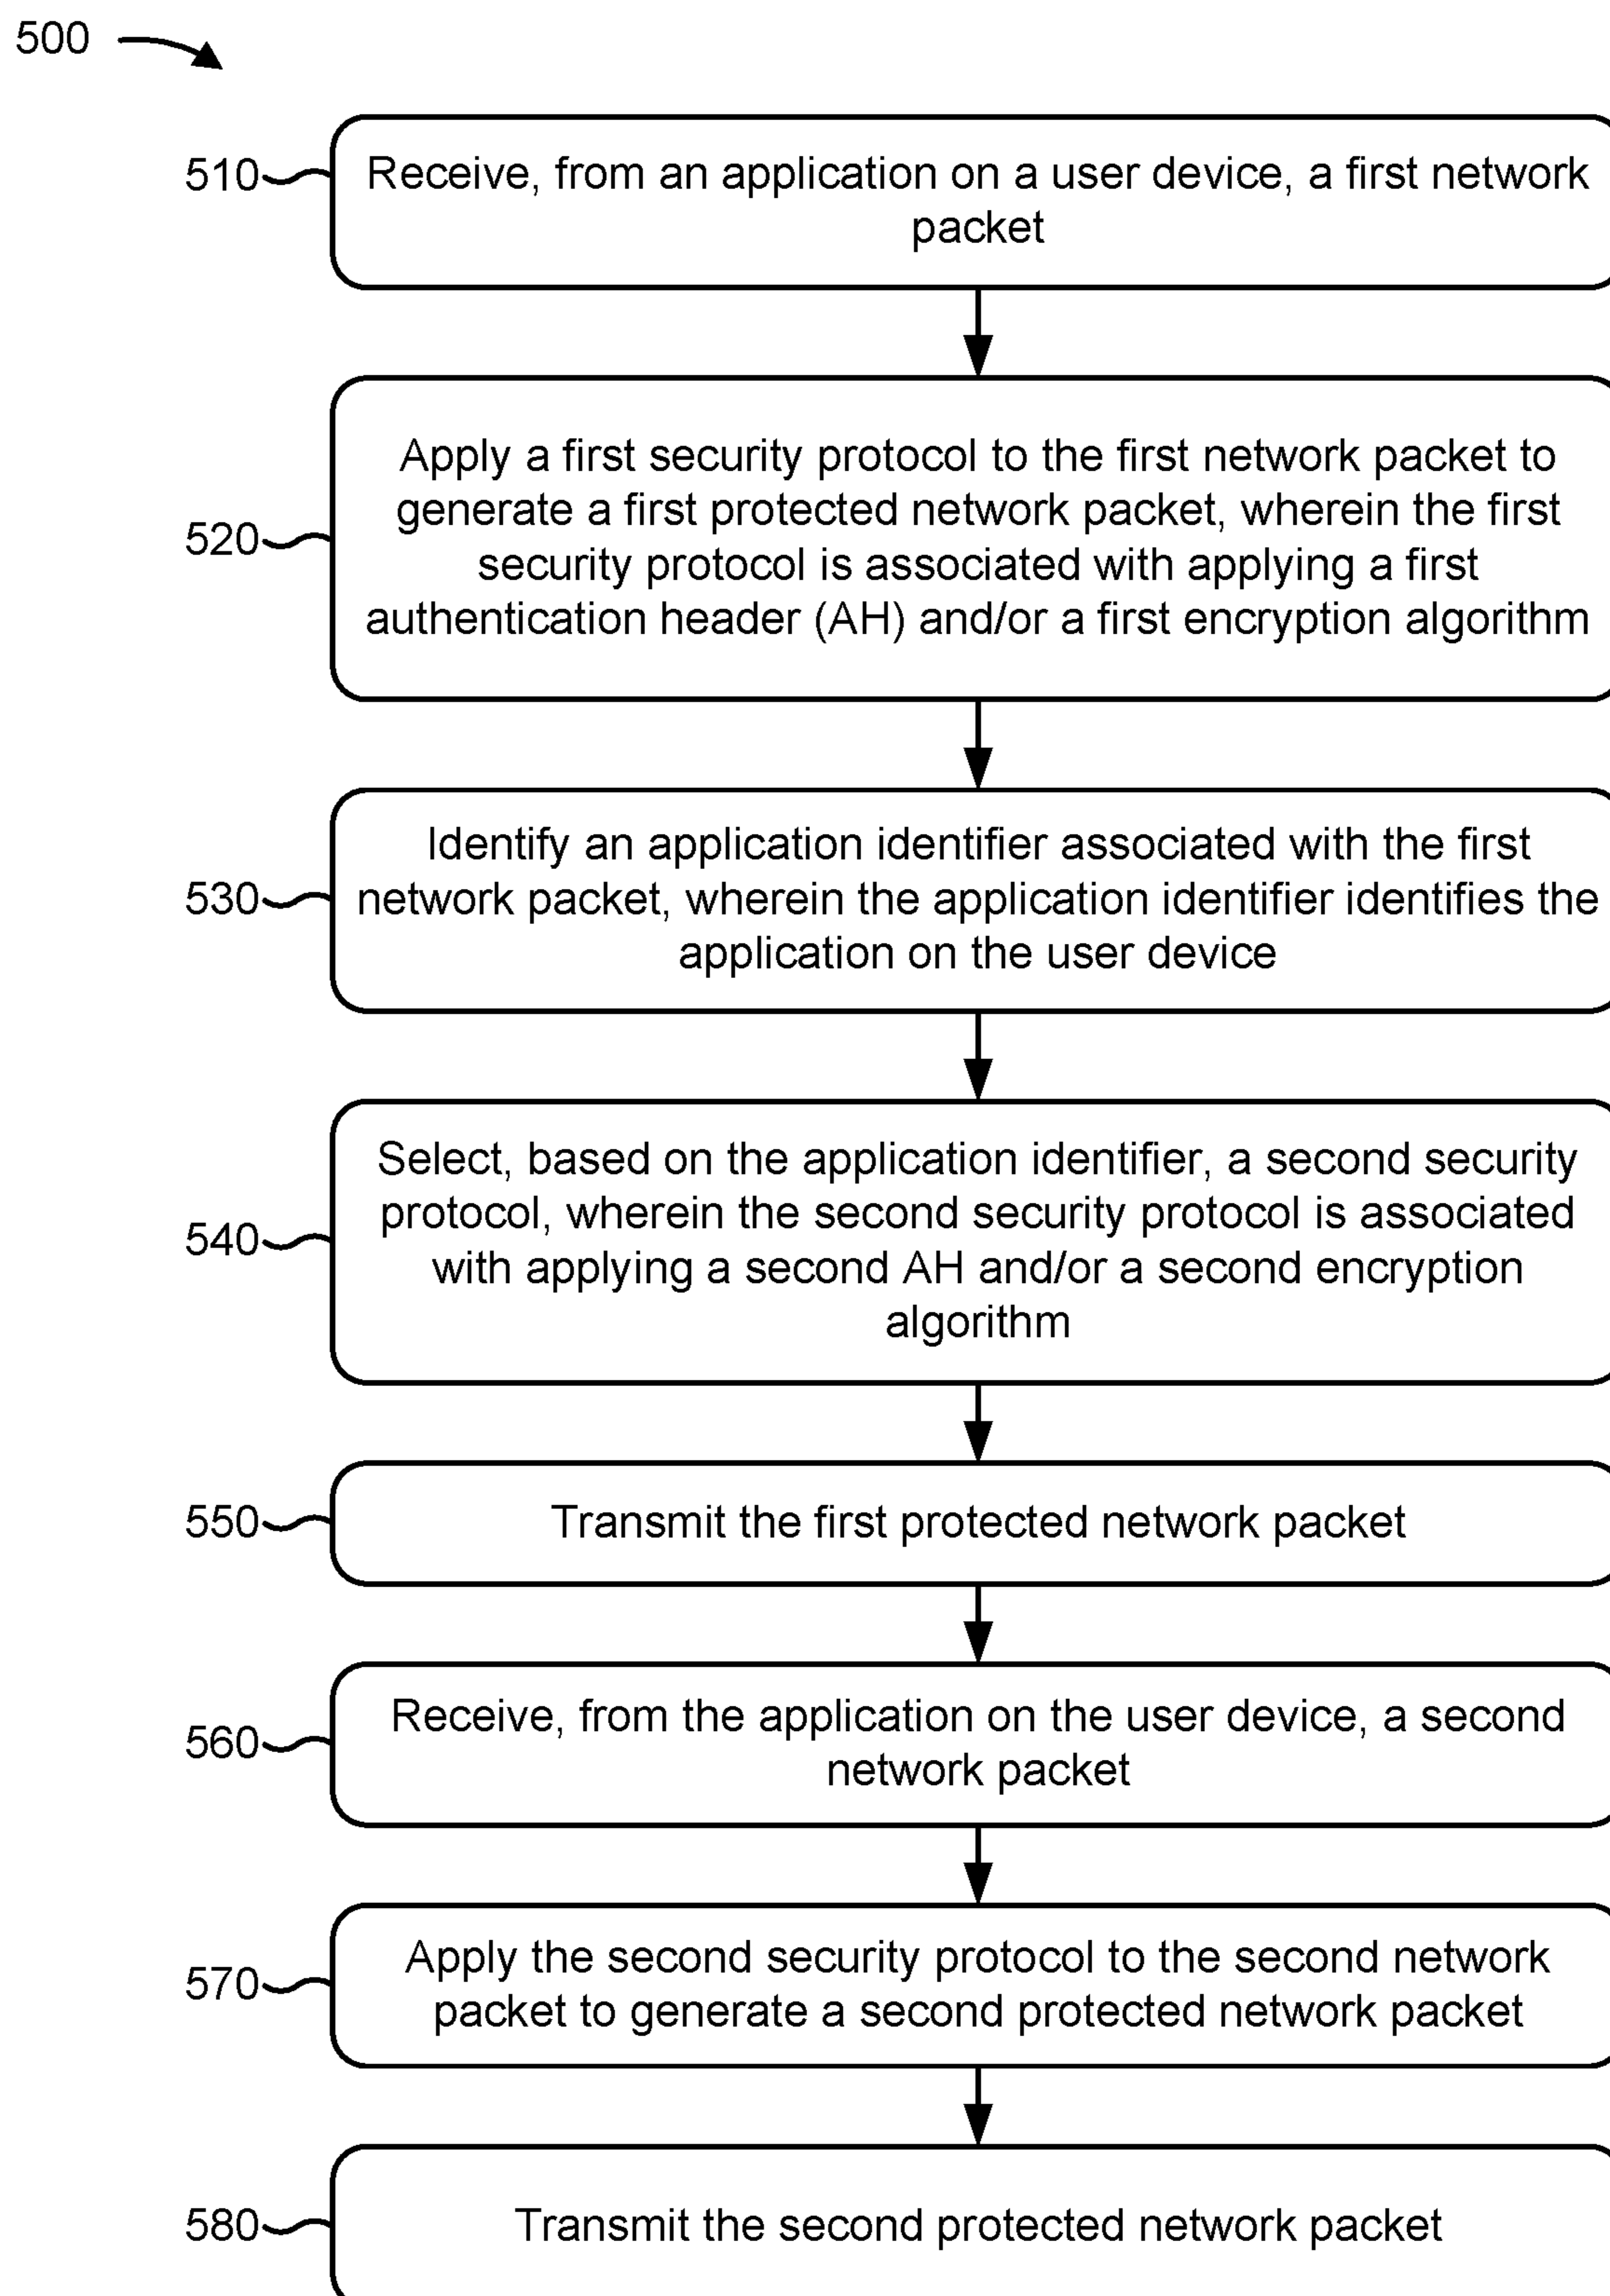 500
510
Receive, from an application on a user device, a first network
packet
520
Apply a first security protocol to the first network packet to
generate a first protected network packet, wherein the first
security protocol is associated with applying a first
authentication header (AH) and/or a first encryption algorithm
530
Identify an application identifier associated with the first
network packet, wherein the application identifier identifies the
application on the user device
540
Select, based on the application identifier, a second security
protocol, wherein the second security protocol is associated
with applying a second AH and/or a second encryption
algorithm
550
Transmit the first protected network packet
560
Receive, from the application on the user device, a second
network packet
570
Apply the second security protocol to the second network
packet to generate a second protected network packet
580
Transmit the second protected network packet